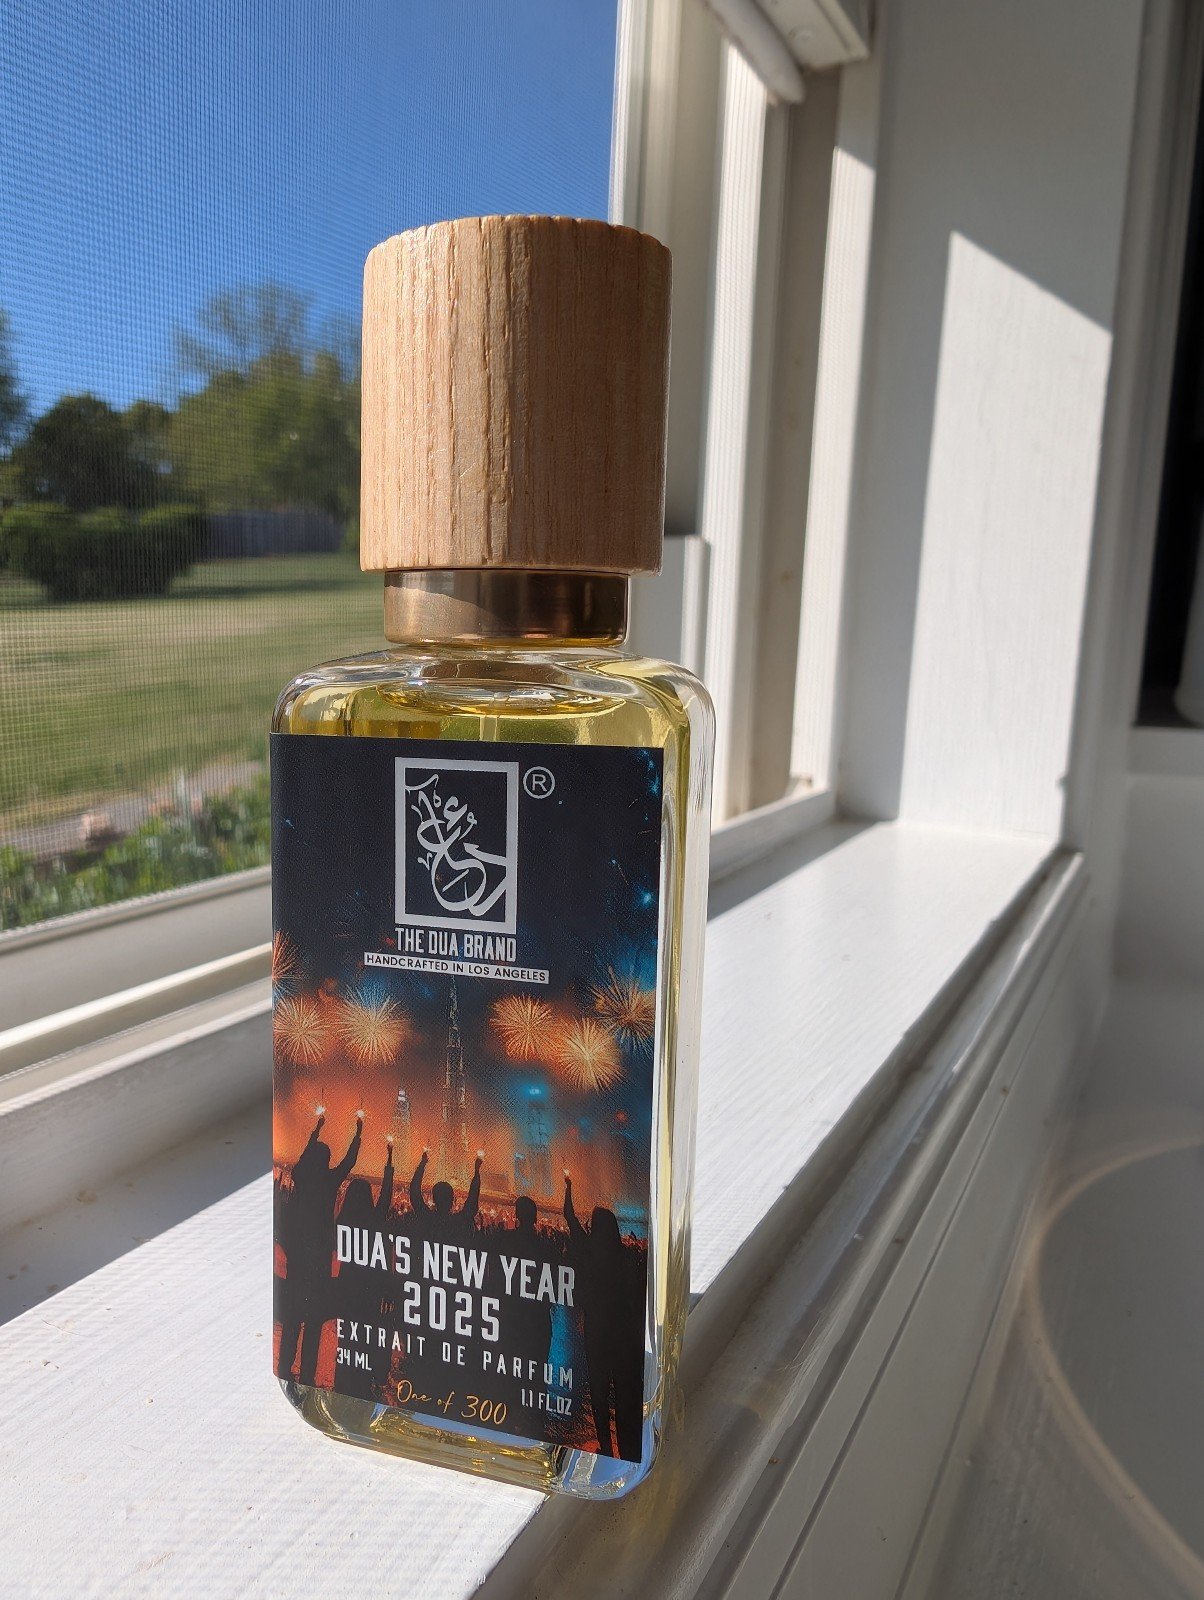 ®
THE DUA BRAND
HANDCRAFTED IN LOS ANGELES
DUA'S NEW YEAR
2025
EXTRAIT DE PARFUM
34 ML
1.1 FL.OZ
One of 300